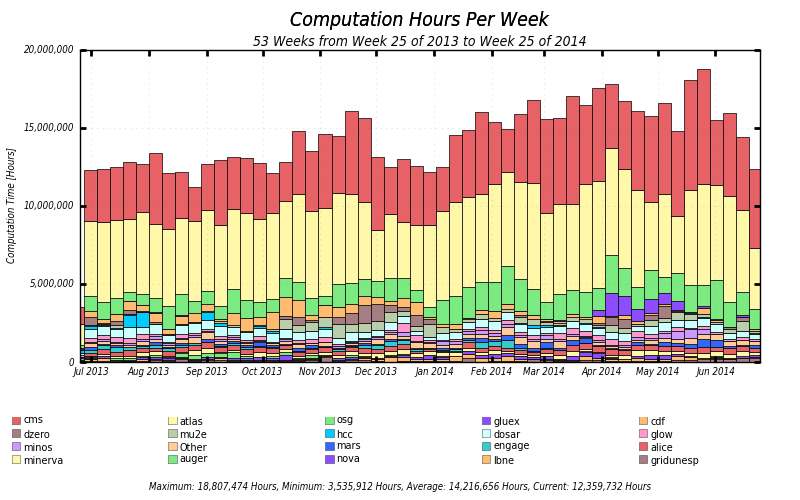 Computation Hours Per Week
53 Weeks from Week 25 of 2013 to Week 25 of 2014
20,000,000
15,000,000
10,000,000
5,000,000
0
Computation Time [Hours]
Jul 2013 Aug 2013 Sep 2013 Oct 2013 Nov 2013 Dec 2013 Jan 2014 Feb 2014 Mar 2014 Apr 2014 May 2014 Jun 2014
cms atlas osg gluex cdf
dzero mu2e hcc dosar glow
minos Other mars engage alice
minerva auger nova lbne gridunesp
Maximum: 18,807,474 Hours, Minimum: 3,535,912 Hours, Average: 14,216,656 Hours, Current: 12,359,732 Hours